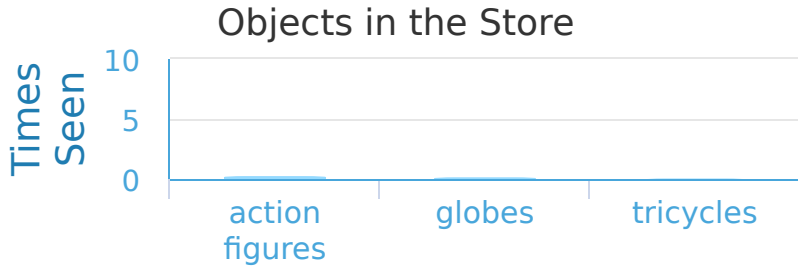 Objects in the Store
Times
Seen
10
5
0
action
figures
globes
tricycles